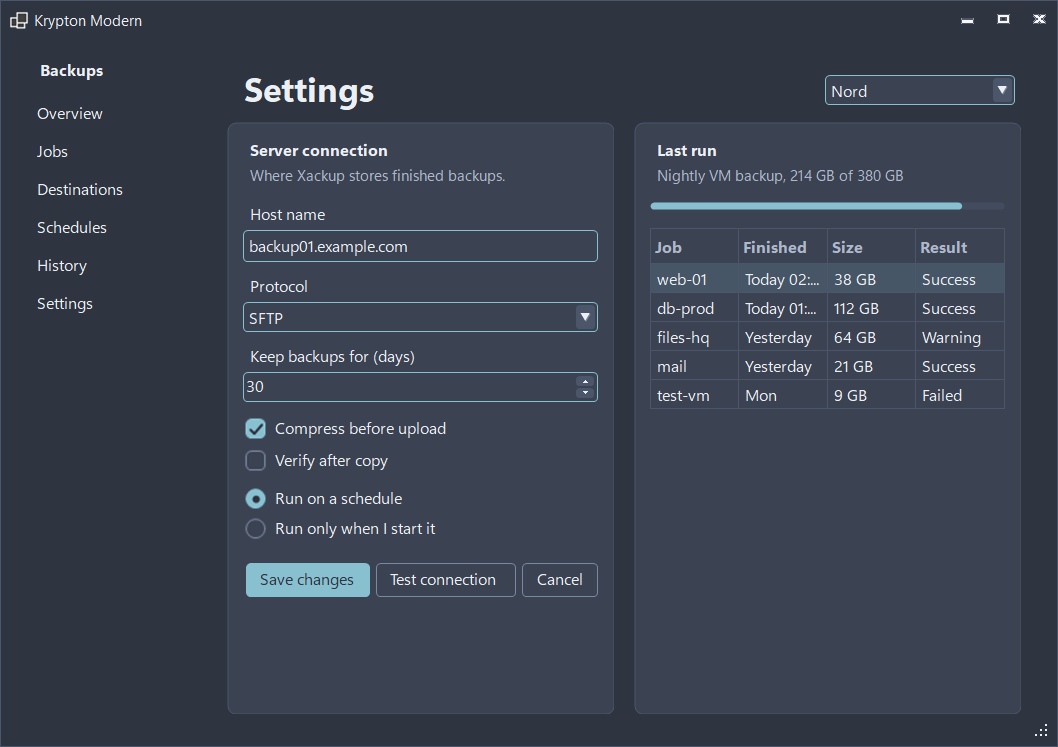 Krypton Modern
Backups
Overview
Jobs
Destinations
Schedules
History
Settings
Settings
Nord
Server connection
Where Xackup stores finished backups.
Host name
backup01.example.com
Protocol
SFTP
Keep backups for (days)
30
Compress before upload
Verify after copy
Run on a schedule
Run only when I start it
Save changes Test connection Cancel
Last run
Nightly VM backup, 214 GB of 380 GB
Job Finished Size Result
web-01 Today 02:... 38 GB Success
db-prod Today 01:... 112 GB Success
files-hq Yesterday 64 GB Warning
mail Yesterday 21 GB Success
test-vm Mon 9 GB Failed